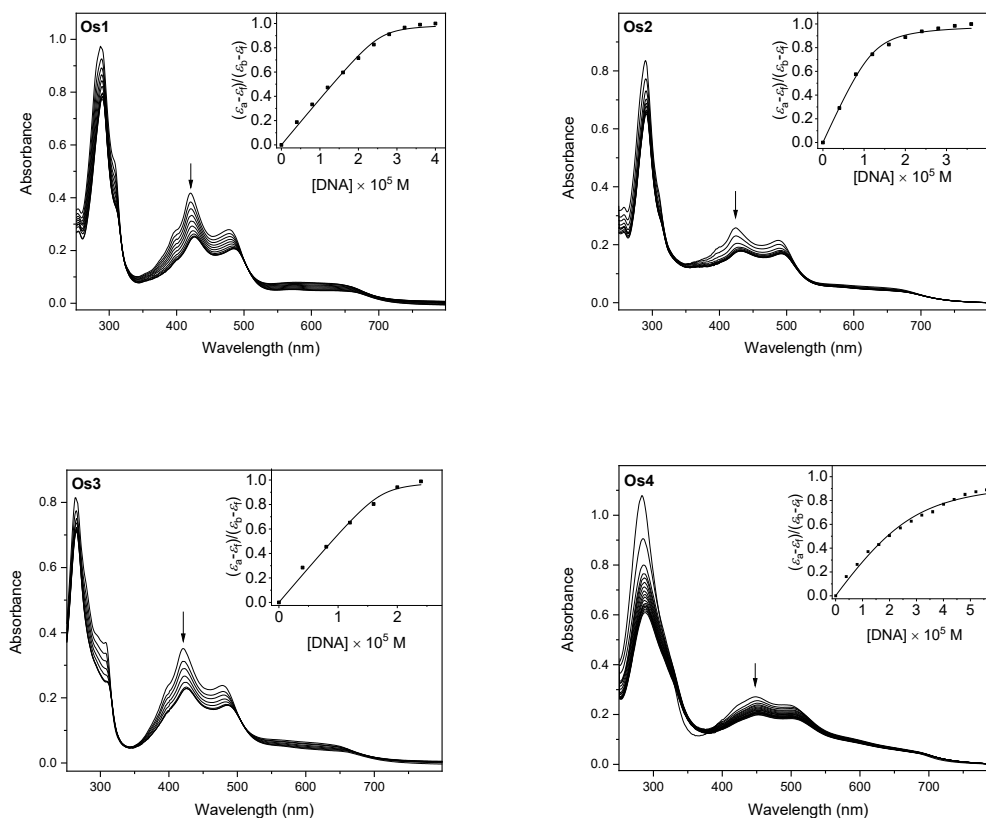 Os1
Absorbance
1.0
0.8
0.6
0.4
0.2
0.0
300 400 500 600 700
Wavelength (nm)
(εa-εf)/(εb-εf)
1.0
0.8
0.6
0.4
0.2
0.0
0 1 2 3 4
[DNA] × 10⁵ M
Os2
Absorbance
0.8
0.6
0.4
0.2
0.0
300 400 500 600 700
Wavelength (nm)
(εa-εf)/(εb-εf)
1.0
0.8
0.6
0.4
0.2
0.0
0 1 2 3
[DNA] × 10⁵ M
Os3
Absorbance
0.8
0.6
0.4
0.2
0.0
300 400 500 600 700
Wavelength (nm)
(εa-εf)/(εb-εf)
1.0
0.8
0.6
0.4
0.2
0.0
0 1 2
[DNA] × 10⁵ M
Os4
Absorbance
1.0
0.8
0.6
0.4
0.2
0.0
300 400 500 600 700
Wavelength (nm)
(εa-εf)/(εb-εf)
1.0
0.8
0.6
0.4
0.2
0.0
0 1 2 3 4 5
[DNA] × 10⁵ M